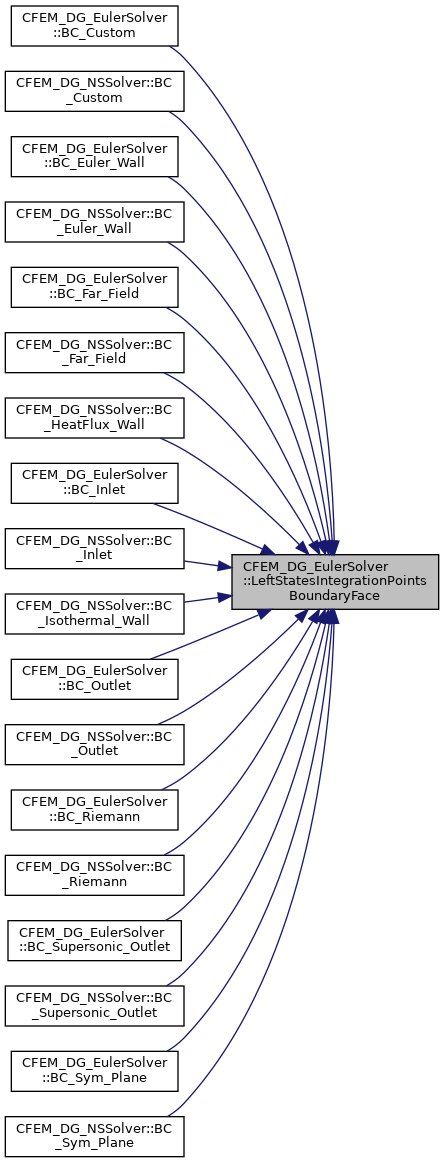 CFEM_DG_EulerSolver
::BC_Custom
CFEM_DG_NSSolver::BC
_Custom
CFEM_DG_EulerSolver
::BC_Euler_Wall
CFEM_DG_NSSolver::BC
_Euler_Wall
CFEM_DG_EulerSolver
::BC_Far_Field
CFEM_DG_NSSolver::BC
_Far_Field
CFEM_DG_NSSolver::BC
_HeatFlux_Wall
CFEM_DG_EulerSolver
::BC_Inlet
CFEM_DG_NSSolver::BC
_Inlet
CFEM_DG_NSSolver::BC
_Isothermal_Wall
CFEM_DG_EulerSolver
::BC_Outlet
CFEM_DG_NSSolver::BC
_Outlet
CFEM_DG_EulerSolver
::BC_Riemann
CFEM_DG_NSSolver::BC
_Riemann
CFEM_DG_EulerSolver
::BC_Supersonic_Outlet
CFEM_DG_NSSolver::BC
_Supersonic_Outlet
CFEM_DG_EulerSolver
::BC_Sym_Plane
CFEM_DG_NSSolver::BC
_Sym_Plane
CFEM_DG_EulerSolver
::LeftStatesIntegrationPoints
BoundaryFace